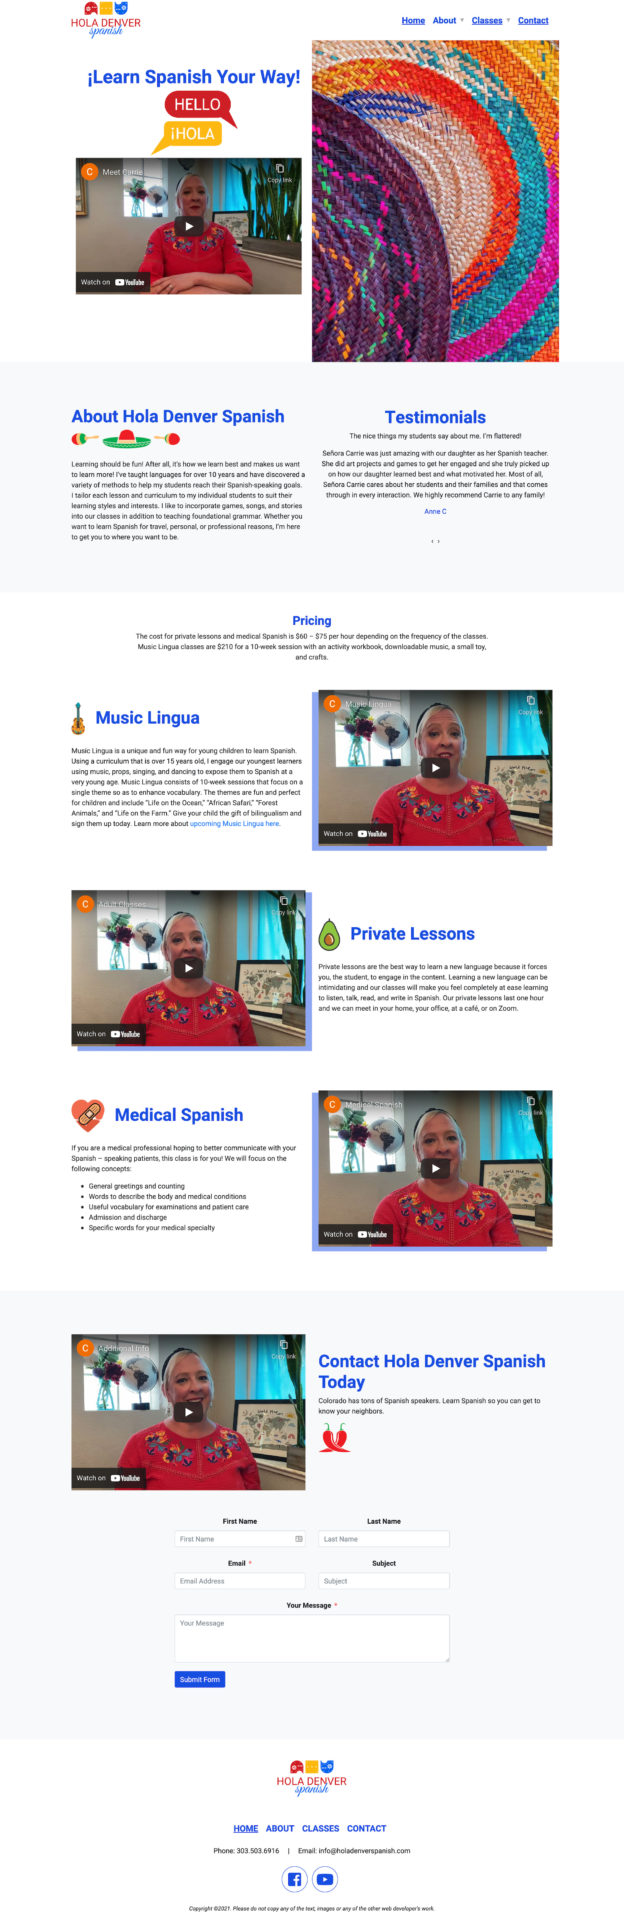 HOLA DENVER
spanish
Home About Classes Contact
¡Learn Spanish Your Way!
HELLO
¡HOLA
C Meet Carrie
Copy link
Watch on YouTube
About Hola Denver Spanish
Learning should be fun! After all, it's how we learn best and makes us want
to learn more! I've taught languages for over 10 years and have discovered a
variety of methods to help my students reach their Spanish-speaking goals.
I tailor each lesson and curriculum to my individual students to suit their
learning styles and interests. I like to incorporate games, songs, and stories
into our classes in addition to teaching foundational grammar. Whether you
want to learn Spanish for travel, personal, or professional reasons, I'm here
to get you to where you want to be.
Testimonials
The nice things my students say about me. I'm flattered!
Señora Carrie was just amazing with our daughter as her Spanish teacher.
She did art projects and games to get her engaged and she truly picked up
on how our daughter learned best and what motivated her. Most of all,
Señora Carrie cares about her students and their families and that comes
through in every interaction. We highly recommend Carrie to any family!
Anne C
‹ ›
Pricing
The cost for private lessons and medical Spanish is $60 – $75 per hour depending on the frequency of the classes.
Music Lingua classes are $210 for a 10-week session with an activity workbook, downloadable music, a small toy,
and crafts.
Music Lingua
Music Lingua is a unique and fun way for young children to learn Spanish.
Using a curriculum that is over 15 years old, I engage our youngest learners
using music, props, singing, and dancing to expose them to Spanish at a
very young age. Music Lingua consists of 10-week sessions that focus on a
single theme so as to enhance vocabulary. The themes are fun and perfect
for children and include “Life on the Ocean,” “African Safari,” “Forest
Animals,” and “Life on the Farm.” Give your child the gift of bilingualism and
sign them up today. Learn more about upcoming Music Lingua here.
C Music Lingua
Copy link
Watch on YouTube
C Adult Classes
Copy link
Watch on YouTube
Private Lessons
Private lessons are the best way to learn a new language because it forces
you, the student, to engage in the content. Learning a new language can be
intimidating and our classes will make you feel completely at ease learning
to listen, talk, read, and write in Spanish. Our private lessons last one hour
and we can meet in your home, your office, at a café, or on Zoom.
Medical Spanish
If you are a medical professional hoping to better communicate with your
Spanish – speaking patients, this class is for you! We will focus on the
following concepts:
• General greetings and counting
• Words to describe the body and medical conditions
• Useful vocabulary for examinations and patient care
• Admission and discharge
• Specific words for your medical specialty
C Medical Spanish
Copy link
Watch on YouTube
C Additional Info
Copy link
Watch on YouTube
Contact Hola Denver Spanish
Today
Colorado has tons of Spanish speakers. Learn Spanish so you can get to
know your neighbors.
First Name Last Name
First Name Last Name
Email * Subject
Email Address Subject
Your Message *
Your Message
Submit Form
HOLA DENVER
spanish
HOME ABOUT CLASSES CONTACT
Phone: 303.503.6916 | Email: info@holadenverspanish.com
Copyright ©2021. Please do not copy any of the text, images or any of the other web developer's work.